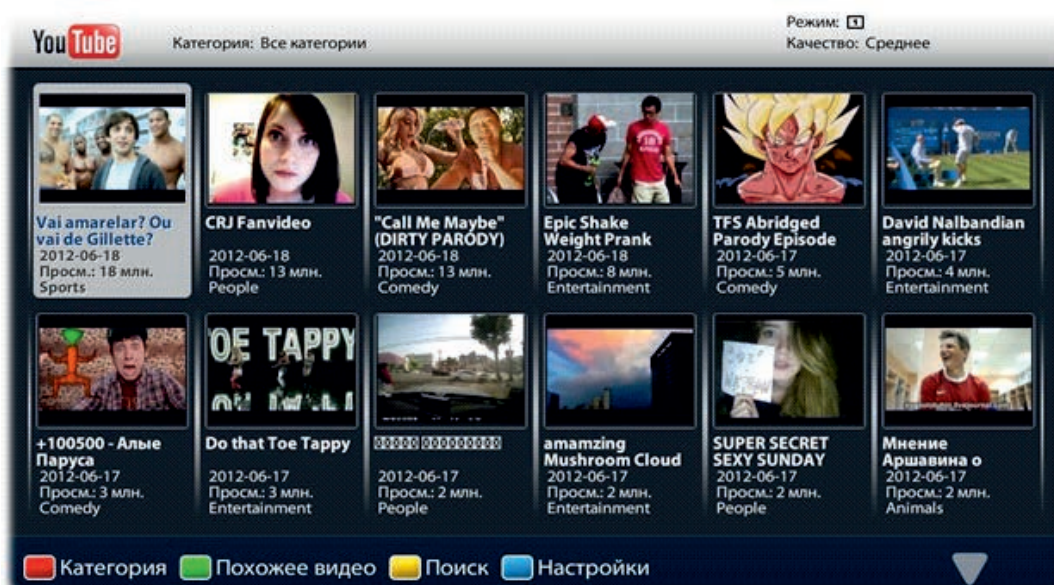 YouTube
Категория: Все категории
Режим: 1
Качество: Среднее
Vai amarelar? Ou
vai de Gillette?
2012-06-18
Просм.: 18 млн.
Sports
CRJ Fanvideo
2012-06-18
Просм.: 13 млн.
People
"Call Me Maybe"
(DIRTY PARODY)
2012-06-18
Просм.: 13 млн.
Comedy
Epic Shake
Weight Prank
2012-06-18
Просм.: 8 млн.
Entertainment
TFS Abridged
Parody Episode
2012-06-17
Просм.: 5 млн.
Comedy
David Nalbandian
angrily kicks
2012-06-17
Просм.: 4 млн.
Entertainment
OE TAPPY
+100500 - Алые
Паруса
2012-06-17
Просм.: 3 млн.
Comedy
Do that Toe Tappy
2012-06-17
Просм.: 3 млн.
Entertainment
2012-06-17
Просм.: 2 млн.
People
amamzing
Mushroom Cloud
2012-06-17
Просм.: 2 млн.
Entertainment
SUPER SECRET
SEXY SUNDAY
2012-06-17
Просм.: 2 млн.
People
Мнение
Аршавина о
2012-06-17
Просм.: 2 млн.
Animals
Категория
Похожее видео
Поиск
Настройки